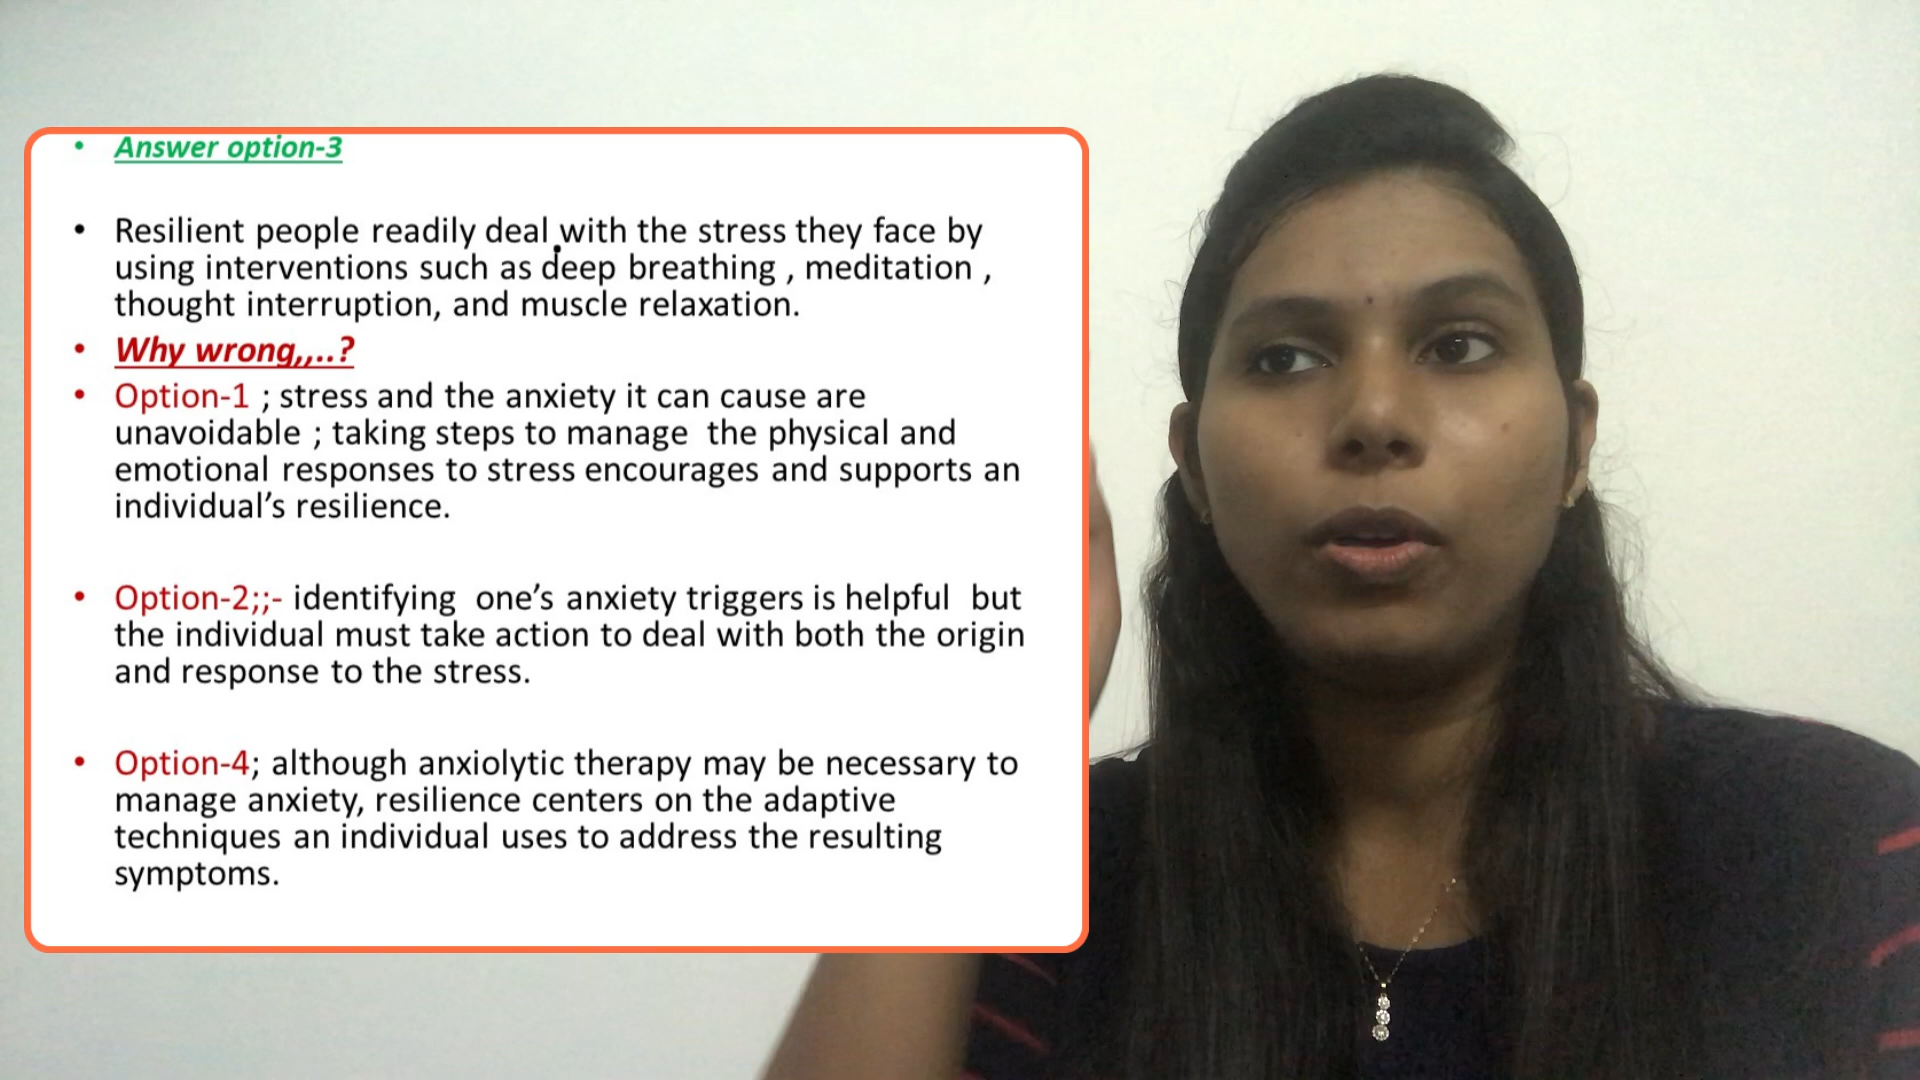 • Answer option-3
• Resilient people readily deal with the stress they face by
using interventions such as deep breathing , meditation ,
thought interruption, and muscle relaxation.
• Why wrong,,..?
• Option-1 ; stress and the anxiety it can cause are
unavoidable ; taking steps to manage  the physical and
emotional responses to stress encourages and supports an
individual’s resilience.
• Option-2;;- identifying  one’s anxiety triggers is helpful  but
the individual must take action to deal with both the origin
and response to the stress.
• Option-4; although anxiolytic therapy may be necessary to
manage anxiety, resilience centers on the adaptive
techniques an individual uses to address the resulting
symptoms.